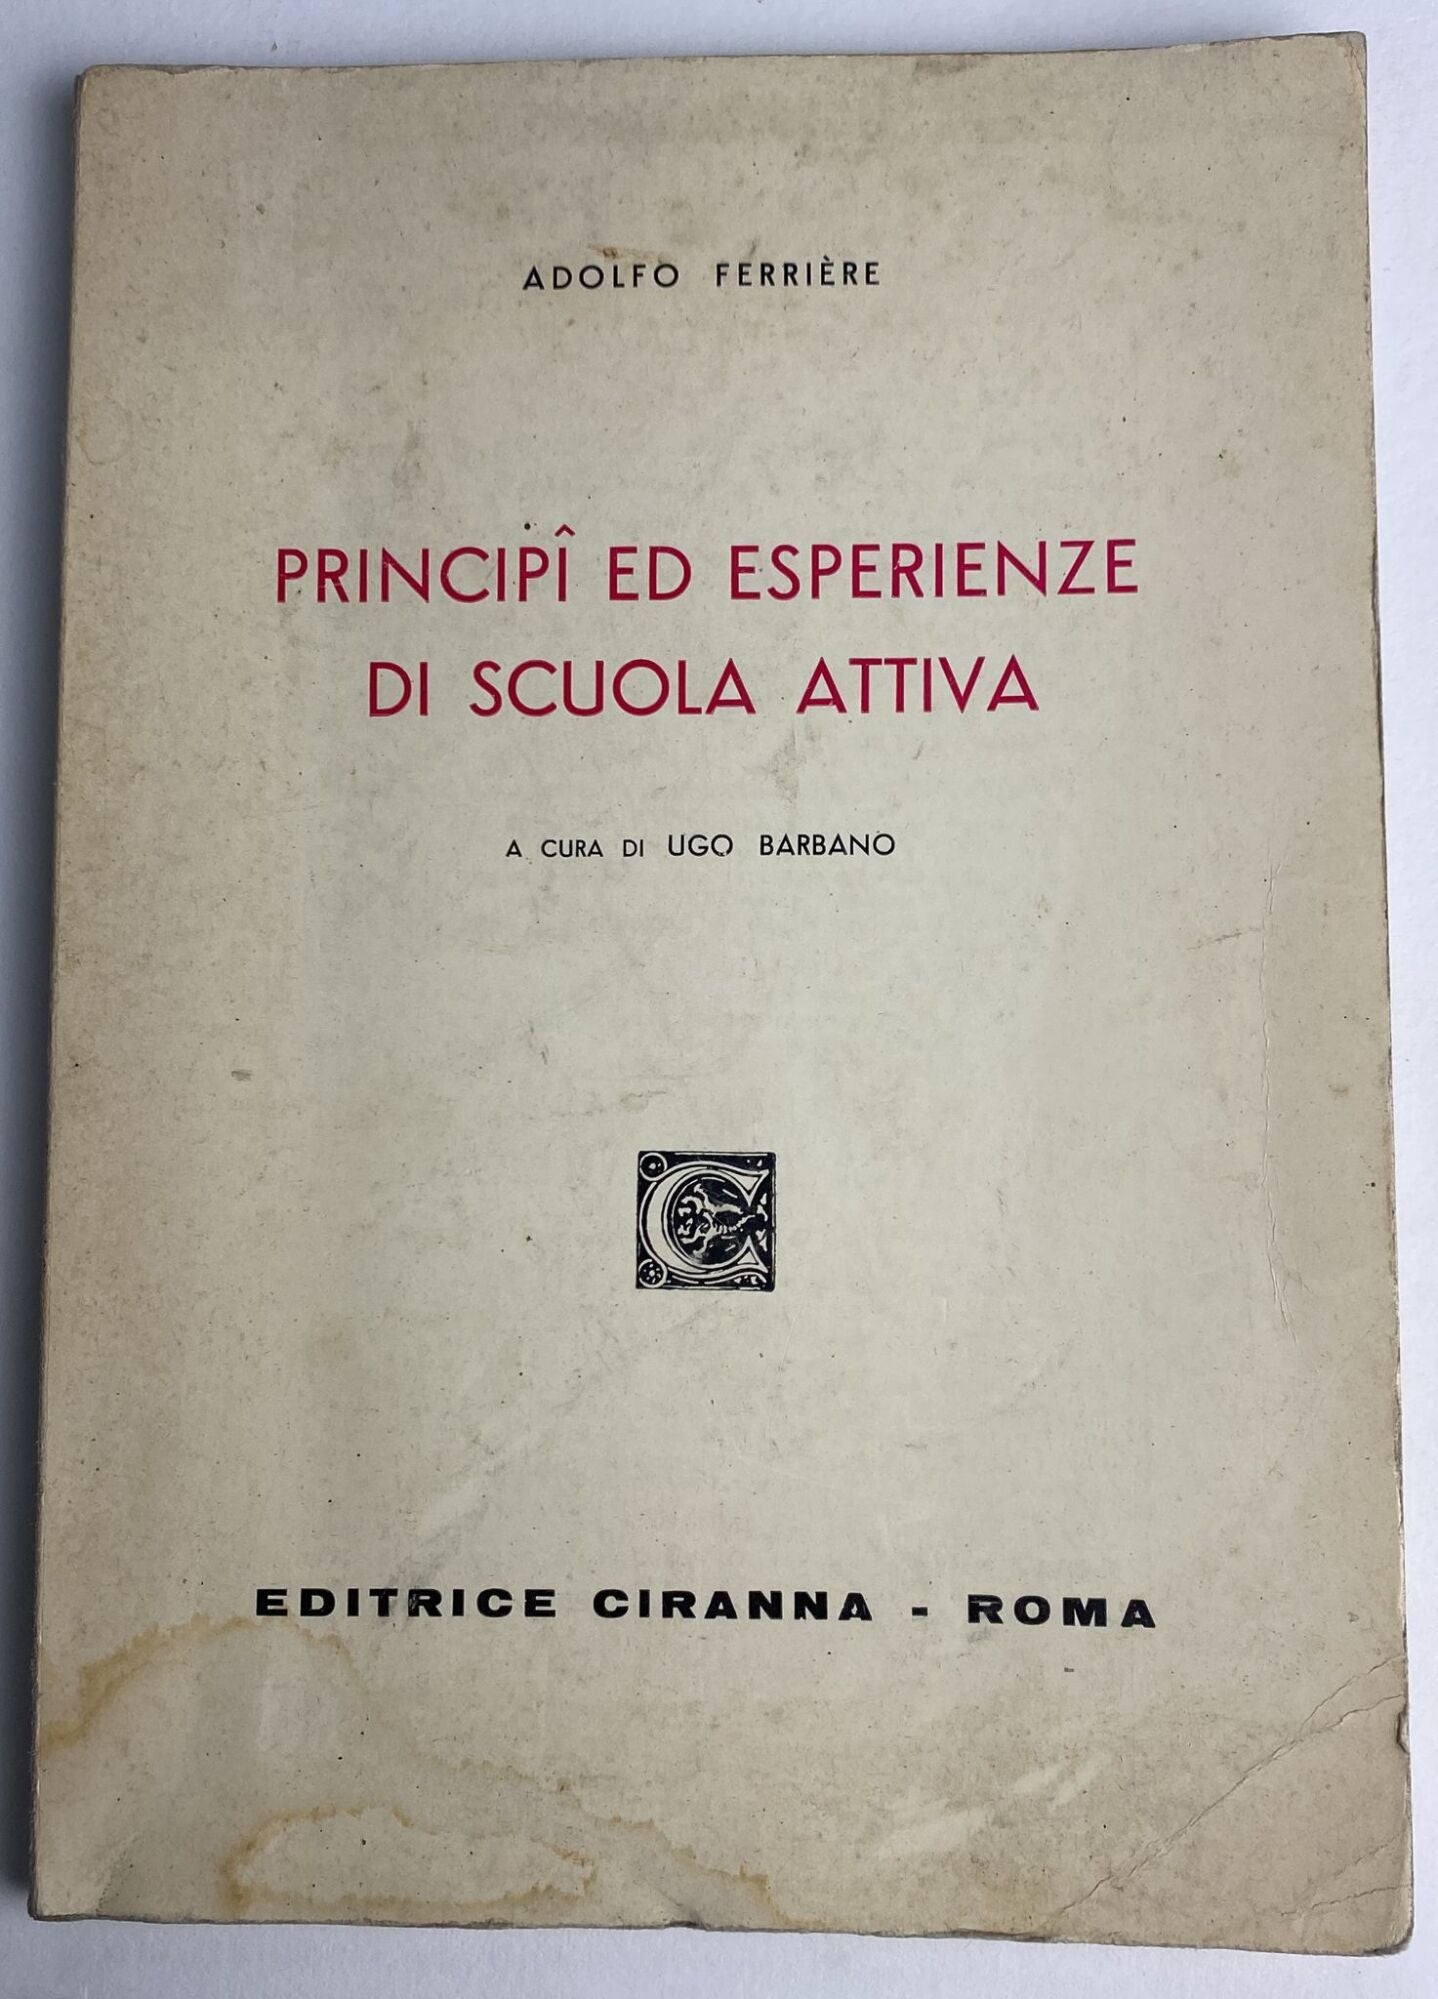 ADOLFO FERRIÈRE
PRINCIPÎ ED ESPERIENZE
DI SCUOLA ATTIVA
A CURA DI UGO BARBANO
C
EDITRICE CIRANNA - ROMA